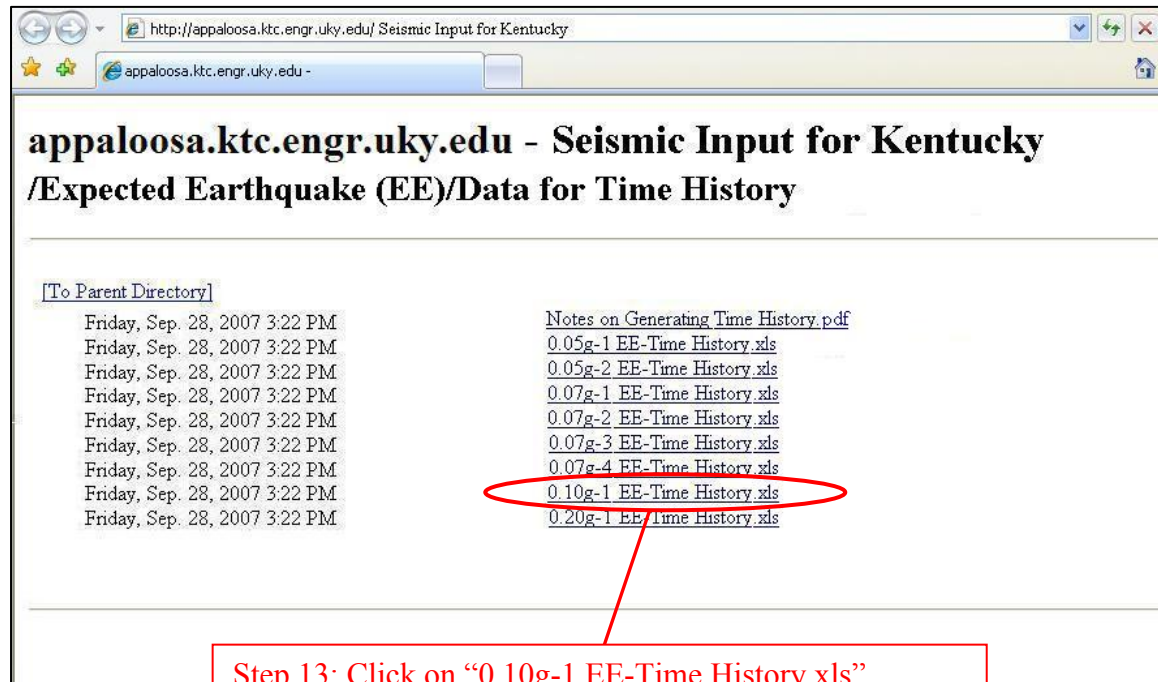 http://appaloosa.ktc.engr.uky.edu/ Seismic Input for Kentucky
appaloosa.ktc.engr.uky.edu -
appaloosa.ktc.engr.uky.edu - Seismic Input for Kentucky
/Expected Earthquake (EE)/Data for Time History
[To Parent Directory]
Friday, Sep. 28, 2007 3:22 PM Notes on Generating Time History.pdf
Friday, Sep. 28, 2007 3:22 PM 0.05g-1 EE-Time History.xls
Friday, Sep. 28, 2007 3:22 PM 0.05g-2 EE-Time History.xls
Friday, Sep. 28, 2007 3:22 PM 0.07g-1 EE-Time History.xls
Friday, Sep. 28, 2007 3:22 PM 0.07g-2 EE-Time History.xls
Friday, Sep. 28, 2007 3:22 PM 0.07g-3 EE-Time History.xls
Friday, Sep. 28, 2007 3:22 PM 0.07g-4 EE-Time History.xls
Friday, Sep. 28, 2007 3:22 PM 0.10g-1 EE-Time History.xls
Friday, Sep. 28, 2007 3:22 PM 0.20g-1 EE-Time History.xls
Step 13: Click on “0.10g-1 EE-Time History.xls”